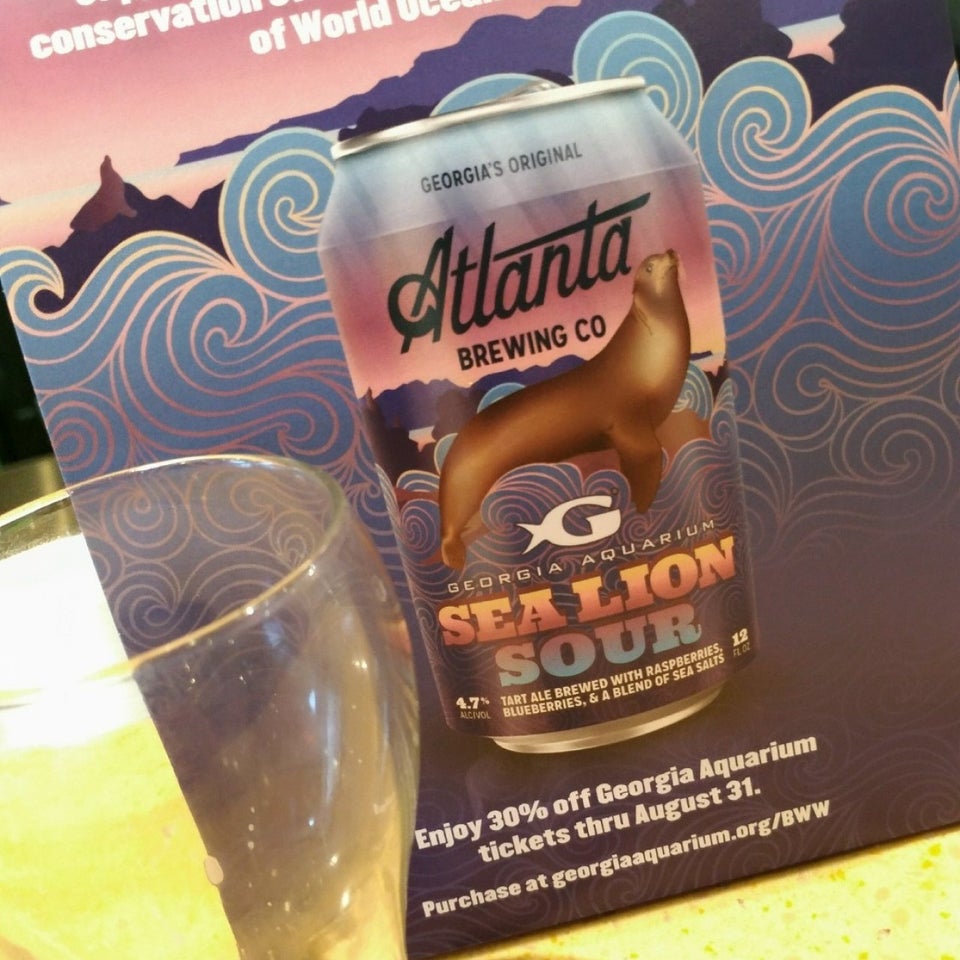 conservation
of World Ocean
GEORGIA'S ORIGINAL
Atlanta
BREWING CO
G
GEORGIA AQUARIUM
SEA LION
SOUR
4.7%
ALC/VOL
TART ALE BREWED WITH RASPBERRIES,
BLUEBERRIES, & A BLEND OF SEA SALTS
12
FL OZ
Enjoy 30% off Georgia Aquarium
tickets thru August 31.
Purchase at georgiaaquarium.org/BWW